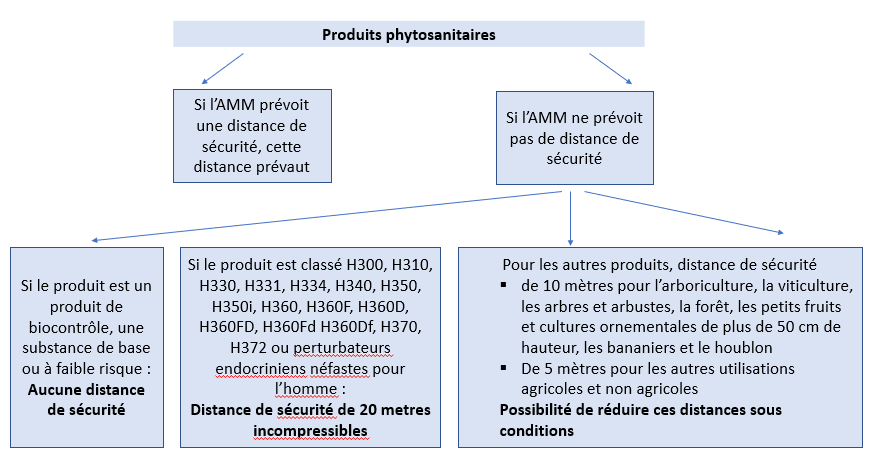 Produits phytosanitaires
Si l'AMM prévoit
une distance de
sécurité, cette
distance prévaut
Si l'AMM ne prévoit
pas de distance de
sécurité
Si le produit est un
produit de
biocontrôle, une
substance de base
ou à faible risque :
Aucune distance
de sécurité
Si le produit est classé H300, H310,
H330, H331, H334, H340, H350,
H350i, H360, H360F, H360D,
H360FD, H360Fd H360Df, H370,
H372 ou perturbateurs
endocriniens néfastes pour
l'homme :
Distance de sécurité de 20 metres
incompressibles
Pour les autres produits, distance de sécurité
▪ de 10 mètres pour l'arboriculture, la viticulture,
les arbres et arbustes, la forêt, les petits fruits
et cultures ornementales de plus de 50 cm de
hauteur, les bananiers et le houblon
▪ De 5 mètres pour les autres utilisations
agricoles et non agricoles
Possibilité de réduire ces distances sous
conditions